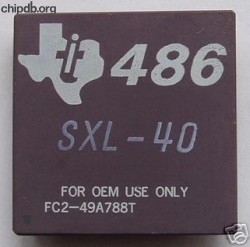 chipdb.org
ti 486
SXL-40
FOR OEM USE ONLY
FC2-49A788T